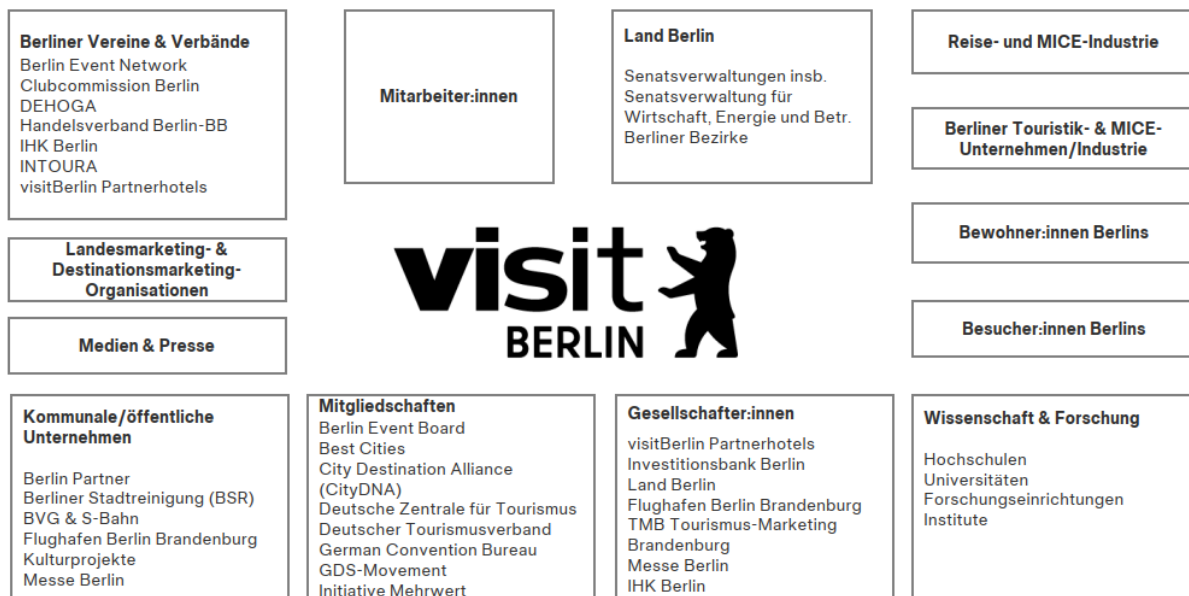 Berliner Vereine & Verbände
Berlin Event Network
Clubcommission Berlin
DEHOGA
Handelsverband Berlin-BB
IHK Berlin
INTOURA
visitBerlin Partnerhotels
Mitarbeiter:innen
Land Berlin
Senatsverwaltungen insb.
Senatsverwaltung für
Wirtschaft, Energie und Betr.
Berliner Bezirke
Reise- und MICE-Industrie
Berliner Touristik- & MICE-
Unternehmen/Industrie
Bewohner:innen Berlins
Besucher:innen Berlins
Landesmarketing- &
Destinationsmarketing-
Organisationen
Medien & Presse
visit
BERLIN
Kommunale/öffentliche
Unternehmen
Berlin Partner
Berliner Stadtreinigung (BSR)
BVG & S-Bahn
Flughafen Berlin Brandenburg
Kulturprojekte
Messe Berlin
Mitgliedschaften
Berlin Event Board
Best Cities
City Destination Alliance
(CityDNA)
Deutsche Zentrale für Tourismus
Deutscher Tourismusverband
German Convention Bureau
GDS-Movement
Initiative Mehrwert
Gesellschafter:innen
visitBerlin Partnerhotels
Investitionsbank Berlin
Land Berlin
Flughafen Berlin Brandenburg
TMB Tourismus-Marketing
Brandenburg
Messe Berlin
IHK Berlin
Wissenschaft & Forschung
Hochschulen
Universitäten
Forschungseinrichtungen
Institute